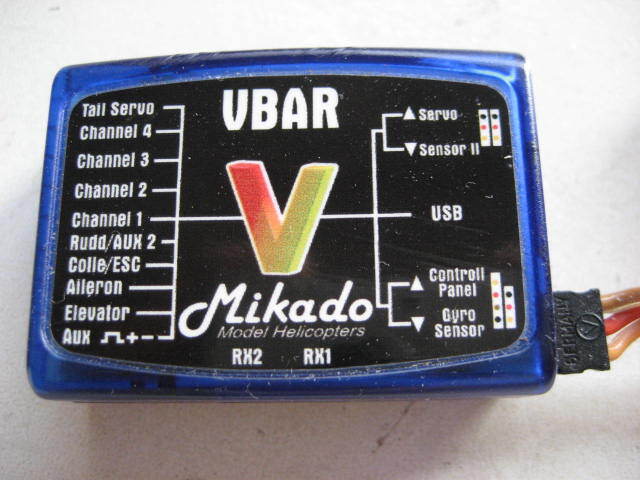 VBAR
Tail Servo
Channel 4
Channel 3
Channel 2
Channel 1
Rudd/AUX 2
Colle/ESC
Aileron
Elevator
Aux ⎍+-
▲ Servo
▼ Sensor II
USB
▲ Controll
Panel
▼ Gyro
Sensor
V
Mikado
Model Helicopters
RX2 RX1
GERMANY